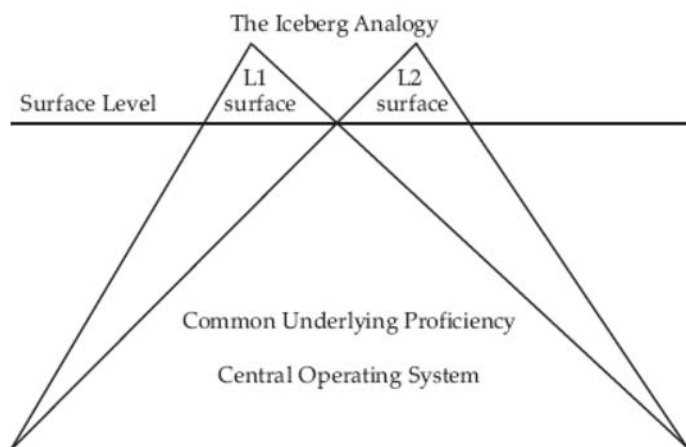 The Iceberg Analogy
L1
surface
L2
surface
Surface Level
Common Underlying Proficiency
Central Operating System